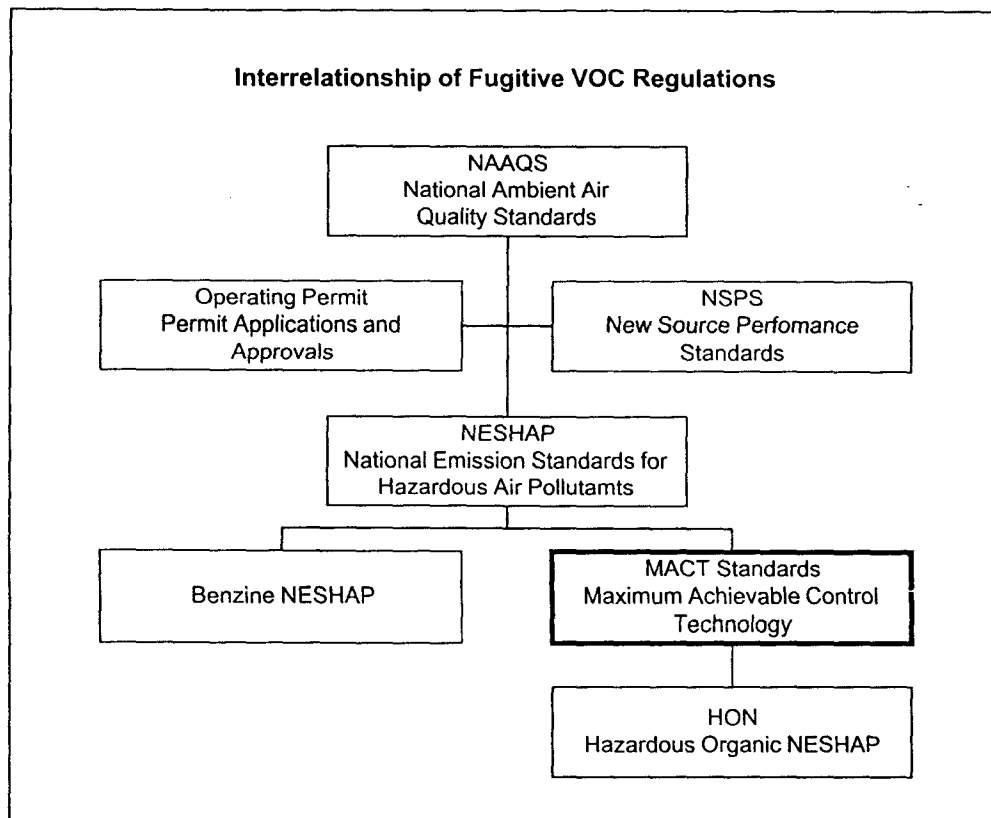 Interrelationship of Fugitive VOC Regulations
NAAQS
National Ambient Air
Quality Standards
Operating Permit
Permit Applications and
Approvals
NSPS
New Source Perfomance
Standards
NESHAP
National Emission Standards for
Hazardous Air Pollutamts
Benzine NESHAP
MACT Standards
Maximum Achievable Control
Technology
HON
Hazardous Organic NESHAP